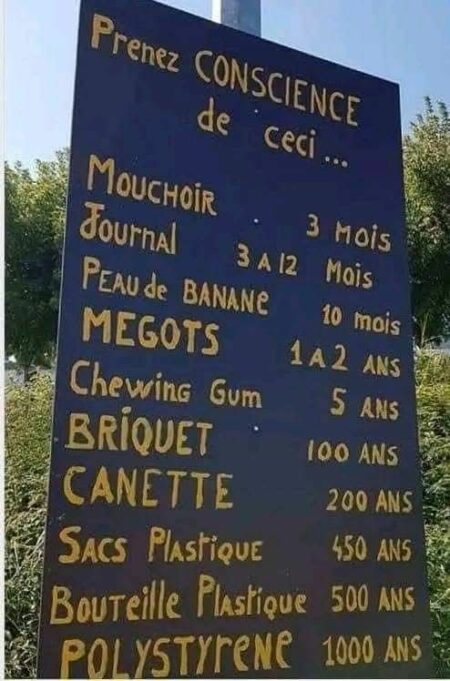 Prenez CONSCIENCE
de ceci...
MOUCHOIR 3 MOIS
Journal 3 A 12 Mois
PEAU de BANANE 10 mois
MEGOTS 1 A 2 ANS
Chewing Gum 5 ANS
BRiQUET 100 ANS
CANETTE 200 ANS
SACS PlasTiQUE 450 ANS
BouTeille PlasTique 500 ANS
POLYSTYreNe 1000 ANS